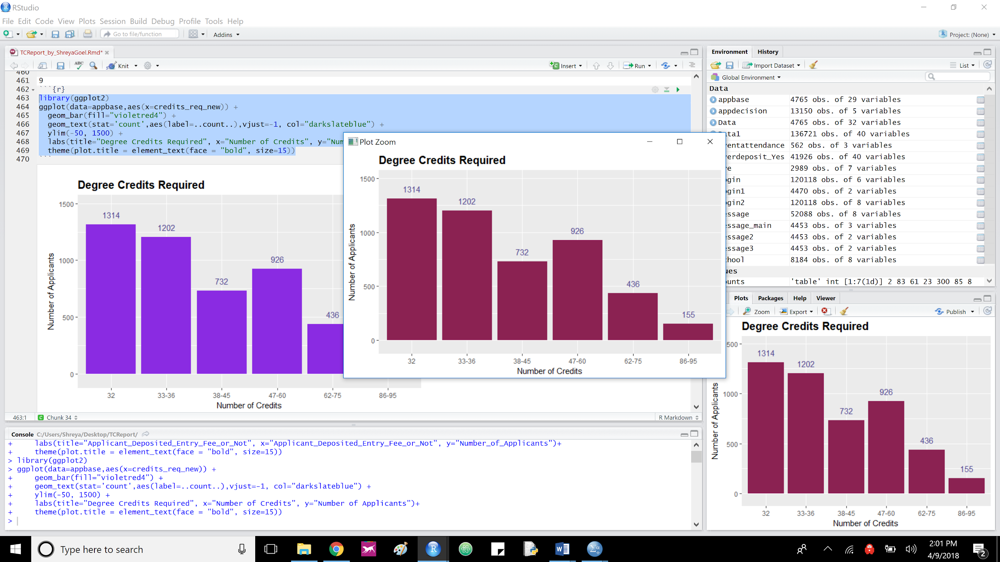 RStudio
File Edit Code View Plots Session Build Debug Profile Tools Help
Go to file/function
Addins
Project: (None)
TCReport_by_ShreyaGoel.Rmd*
ABC
Knit
Insert
Run
460
461 9
462 ```{r}
463 library(ggplot2)
464 ggplot(data=appbase,aes(x=credits_req_new)) +
465 geom_bar(fill="violetred4") +
466 geom_text(stat='count',aes(label=..count..),vjust=-1, col="darkslateblue") +
467 ylim(-50, 1500) +
468 labs(title="Degree Credits Required", x="Number of Credits", y="Num
469 theme(plot.title = element_text(face = "bold", size=15))
470 ```
Degree Credits Required
1500
1000
500
0
1314
1202
732
926
436
32
33-36
38-45
47-60
62-75
86-95
Number of Credits
Number of Applicants
463:1
Chunk 34
R Markdown
Plot Zoom
Degree Credits Required
1500
1000
500
0
1314
1202
732
926
436
155
32
33-36
38-45
47-60
62-75
86-95
Number of Credits
Number of Applicants
Console C:/Users/Shreya/Desktop/TCReport/
+ labs(title="Applicant_Deposited_Entry_Fee_or_Not", x="Applicant_Deposited_Entry_Fee_or_Not", y="Number_of_Applicants")+
+ theme(plot.title = element_text(face = "bold", size=15))
> library(ggplot2)
> ggplot(data=appbase,aes(x=credits_req_new)) +
+ geom_bar(fill="violetred4") +
+ geom_text(stat='count',aes(label=..count..),vjust=-1, col="darkslateblue") +
+ ylim(-50, 1500) +
+ labs(title="Degree Credits Required", x="Number of Credits", y="Number of Applicants")+
+ theme(plot.title = element_text(face = "bold", size=15))
>
Environment History
Import Dataset
List
Global Environment
Data
appbase 4765 obs. of 29 variables
appdecision 13150 obs. of 5 variables
Data 4765 obs. of 32 variables
ata1 136721 obs. of 40 variables
entattendance 562 obs. of 3 variables
erdeposit_Yes 41926 obs. of 40 variables
e 2989 obs. of 7 variables
gin 120118 obs. of 6 variables
gin1 4470 obs. of 2 variables
gin2 120118 obs. of 8 variables
ssage 52088 obs. of 8 variables
ssage_main 4453 obs. of 3 variables
ssage2 4453 obs. of 2 variables
ssage3 4453 obs. of 2 variables
hool 8184 obs. of 8 variables
ues
unts 'table' int [1:7(1d)] 2 83 61 23 300 85 8
Plots Packages Help Viewer
Zoom Export Publish
Degree Credits Required
500
1000
500
0
1314
1202
732
926
436
155
32
33-36
38-45
47-60
62-75
86-95
Number of Credits
Number of Applicants
Type here to search
2:01 PM
4/9/2018
2